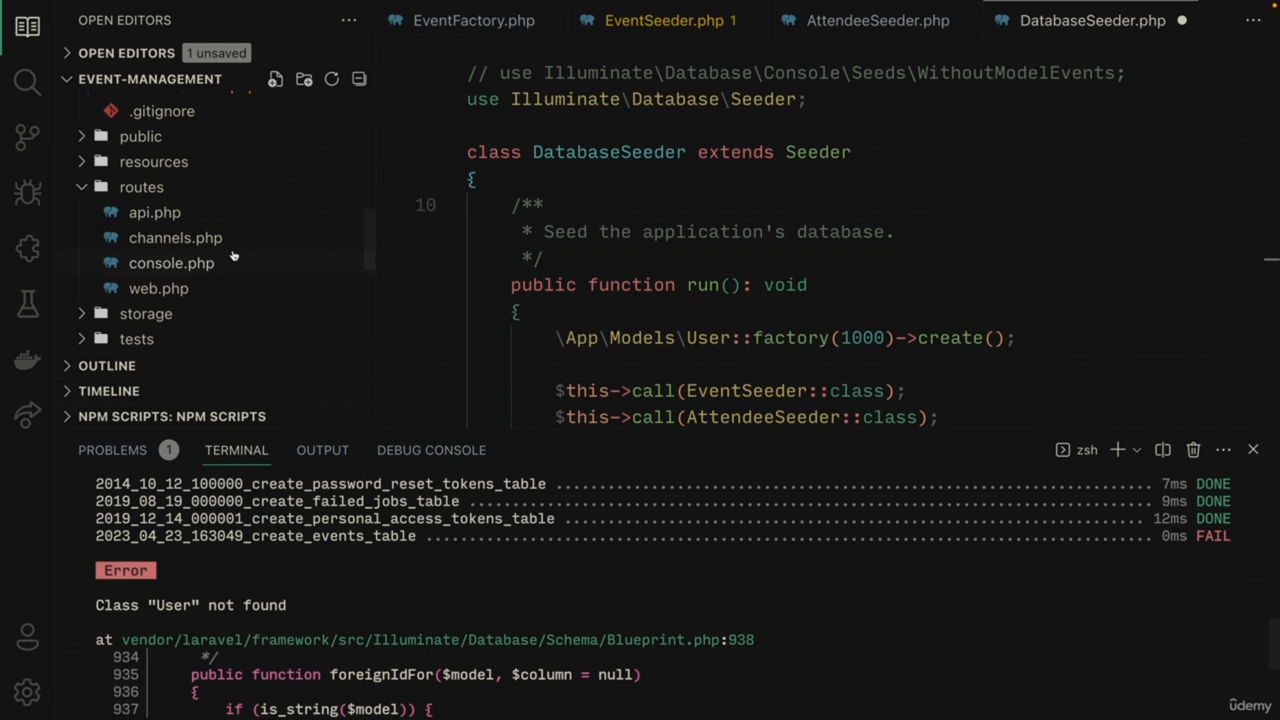 OPEN EDITORS
EventFactory.php
EventSeeder.php 1
AttendeeSeeder.php
DatabaseSeeder.php
OPEN EDITORS 1 unsaved
EVENT-MANAGEMENT
.gitignore
public
resources
routes
api.php
channels.php
console.php
web.php
storage
tests
OUTLINE
TIMELINE
NPM SCRIPTS: NPM SCRIPTS
// use Illuminate\Database\Console\Seeds\WithoutModelEvents;
use Illuminate\Database\Seeder;
class DatabaseSeeder extends Seeder
{
10 /**
* Seed the application's database.
*/
public function run(): void
{
\App\Models\User::factory(1000)->create();
$this->call(EventSeeder::class);
$this->call(AttendeeSeeder::class);
PROBLEMS 1 TERMINAL OUTPUT DEBUG CONSOLE zsh
2014_10_12_100000_create_password_reset_tokens_table ........ 7ms DONE
2019_08_19_000000_create_failed_jobs_table ........ 9ms DONE
2019_12_14_000001_create_personal_access_tokens_table ........ 12ms DONE
2023_04_23_163049_create_events_table ........ 0ms FAIL
Error
Class "User" not found
at vendor/laravel/framework/src/Illuminate/Database/Schema/Blueprint.php:938
934 */
935 public function foreignIdFor($model, $column = null)
936 {
937 if (is_string($model)) {
ûdemy